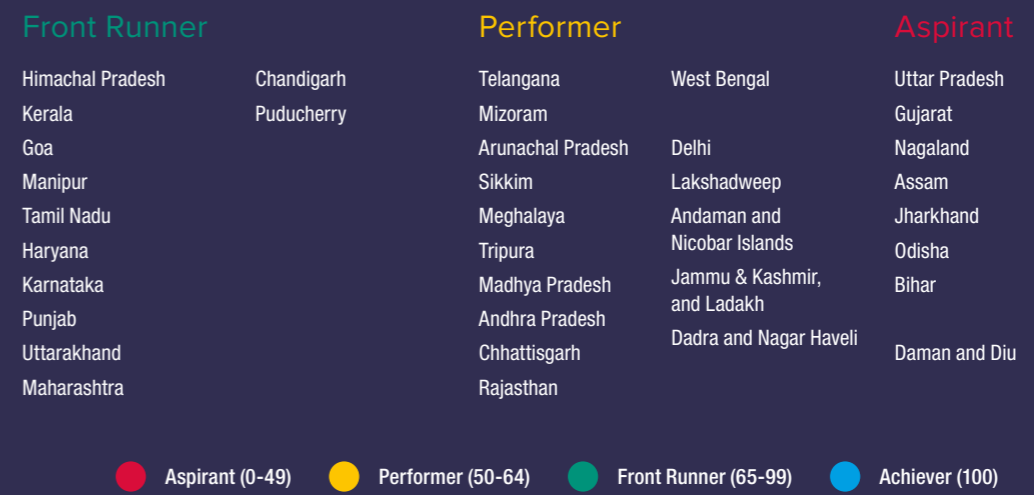 Front Runner
Himachal Pradesh
Kerala
Goa
Manipur
Tamil Nadu
Haryana
Karnataka
Punjab
Uttarakhand
Maharashtra
Chandigarh
Puducherry
Performer
Telangana
Mizoram
Arunachal Pradesh
Sikkim
Meghalaya
Tripura
Madhya Pradesh
Andhra Pradesh
Chhattisgarh
Rajasthan
West Bengal
Delhi
Lakshadweep
Andaman and
Nicobar Islands
Jammu & Kashmir,
and Ladakh
Dadra and Nagar Haveli
Aspirant
Uttar Pradesh
Gujarat
Nagaland
Assam
Jharkhand
Odisha
Bihar
Daman and Diu
Aspirant (0-49)
Performer (50-64)
Front Runner (65-99)
Achiever (100)